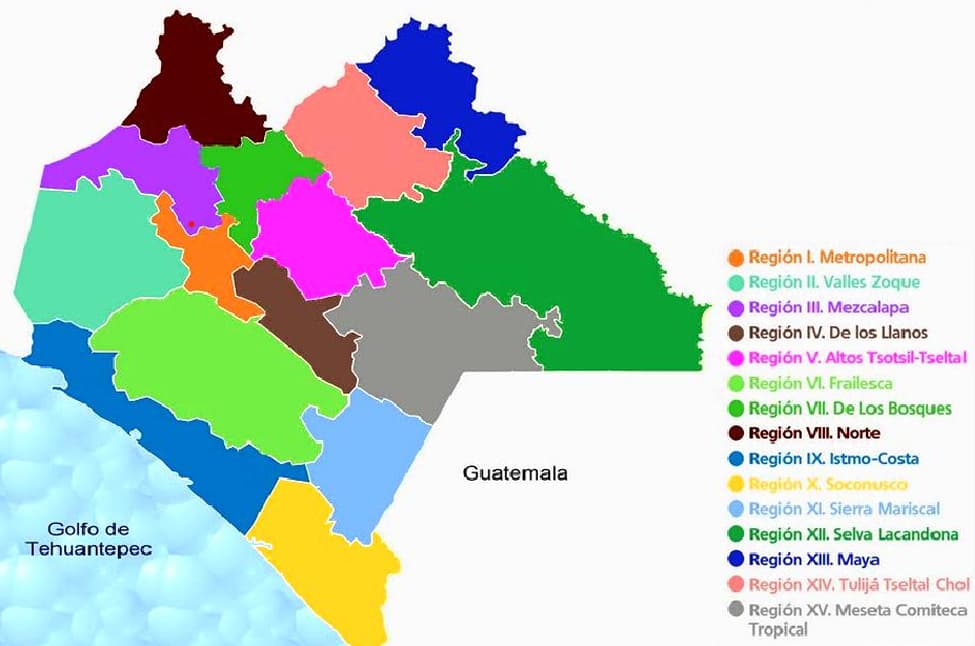 Región I. Metropolitana
Región II. Valles Zoque
Región III. Mezcalapa
Región IV. De los Llanos
Región V. Altos Tsotsil-Tseltal
Región VI. Frailesca
Región VII. De Los Bosques
Región VIII. Norte
Región IX. Istmo-Costa
Región X. Soconusco
Región XI. Sierra Mariscal
Región XII. Selva Lacandona
Región XIII. Maya
Región XIV. Tulijá Tseltal Chol
Región XV. Meseta Comiteca
Tropical
Guatemala
Golfo de
Tehuantepec